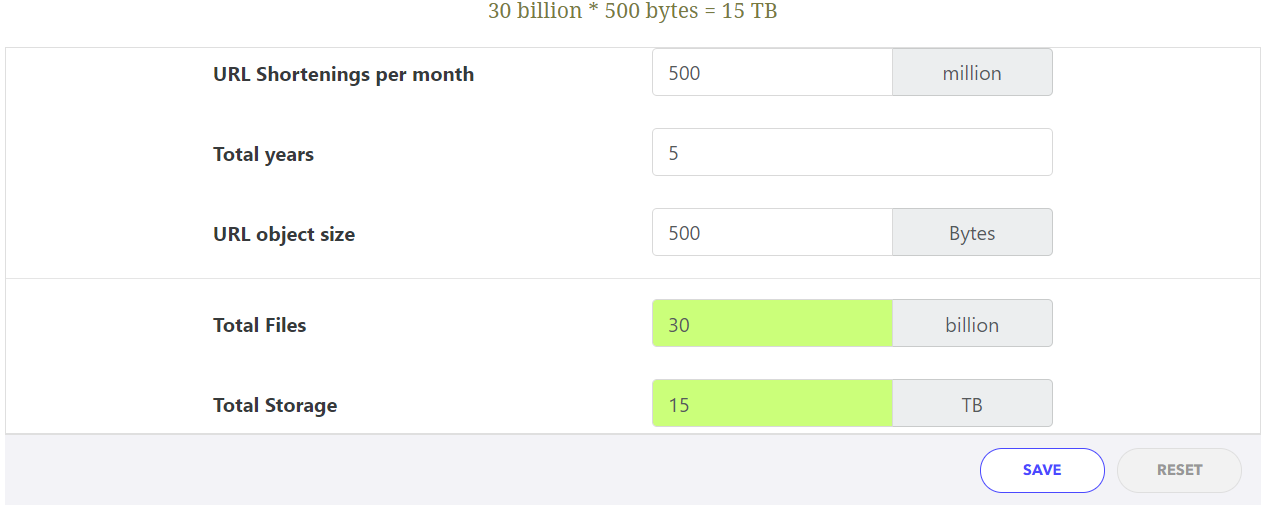 30 billion * 500 bytes = 15 TB
URL Shortenings per month 500 million
Total years 5
URL object size 500 Bytes
Total Files 30 billion
Total Storage 15 TB
SAVE RESET